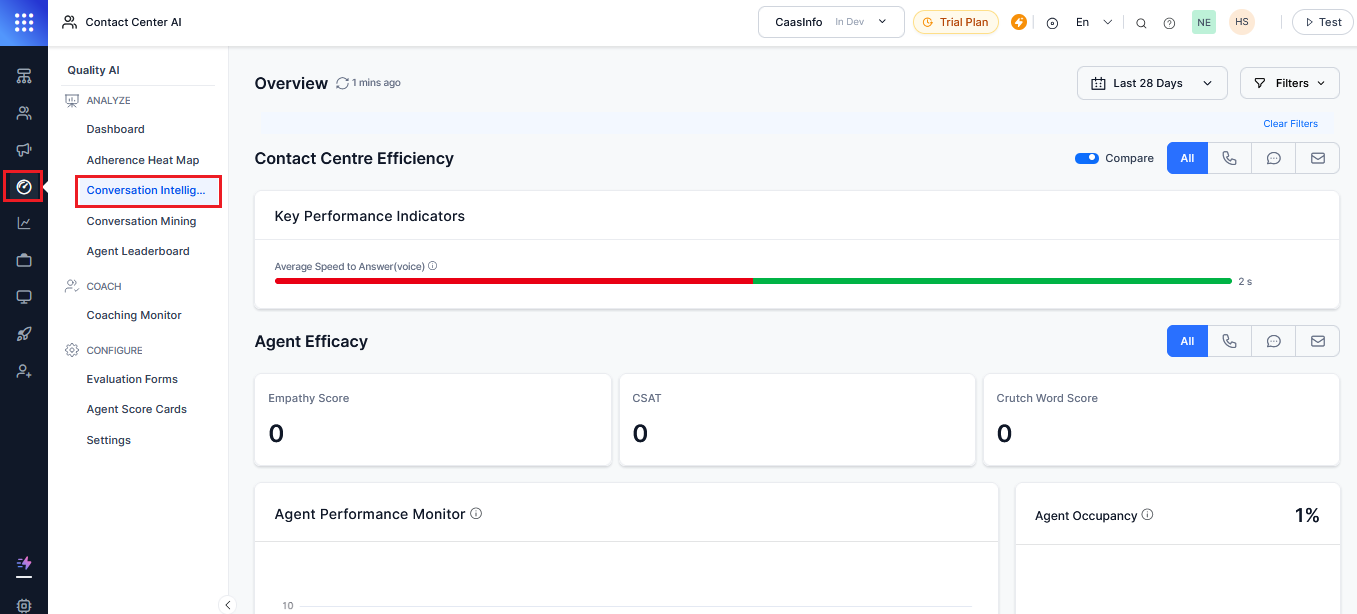 Contact Center AI
CaasInfo In Dev
Trial Plan
En
NE
HS
Test
Quality AI
ANALYZE
Dashboard
Adherence Heat Map
Conversation Intellig...
Conversation Mining
Agent Leaderboard
COACH
Coaching Monitor
CONFIGURE
Evaluation Forms
Agent Score Cards
Settings
Overview 1 mins ago
Last 28 Days
Filters
Clear Filters
Contact Centre Efficiency
Compare
All
Key Performance Indicators
Average Speed to Answer(voice)
2 s
Agent Efficacy
All
Empathy Score
0
CSAT
0
Crutch Word Score
0
Agent Performance Monitor
10
Agent Occupancy
1%